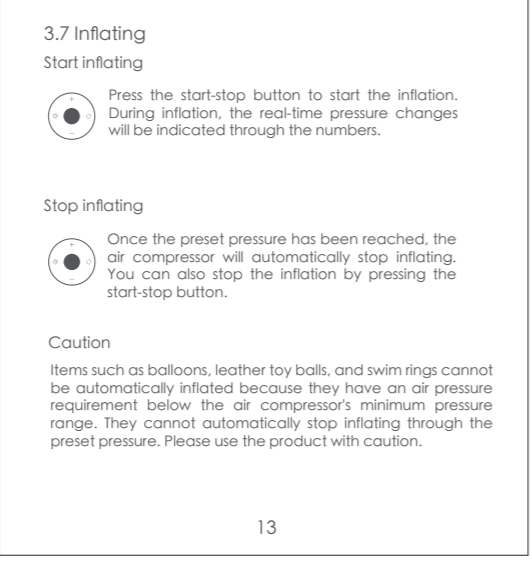 3.7 Inflating
Start inflating
Press the start-stop button to start the inflation.
During inflation, the real-time pressure changes
will be indicated through the numbers.
Stop inflating
Once the preset pressure has been reached, the
air compressor will automatically stop inflating.
You can also stop the inflation by pressing the
start-stop button.
Caution
Items such as balloons, leather toy balls, and swim rings cannot
be automatically inflated because they have an air pressure
requirement below the air compressor's minimum pressure
range. They cannot automatically stop inflating through the
preset pressure. Please use the product with caution.
13